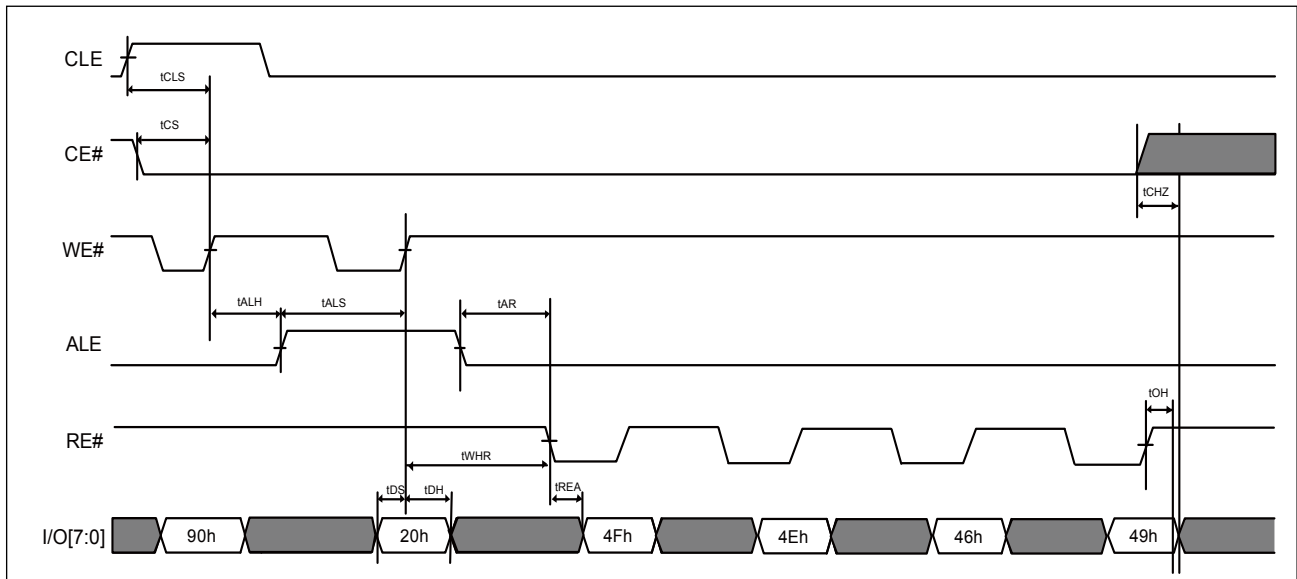 CLE
tCLS
tCS
CE#
tCHZ
WE#
tALH tALS tAR
ALE
tOH
RE#
tWHR
tDS tDH tREA
I/O[7:0] 90h 20h 4Fh 4Eh 46h 49h